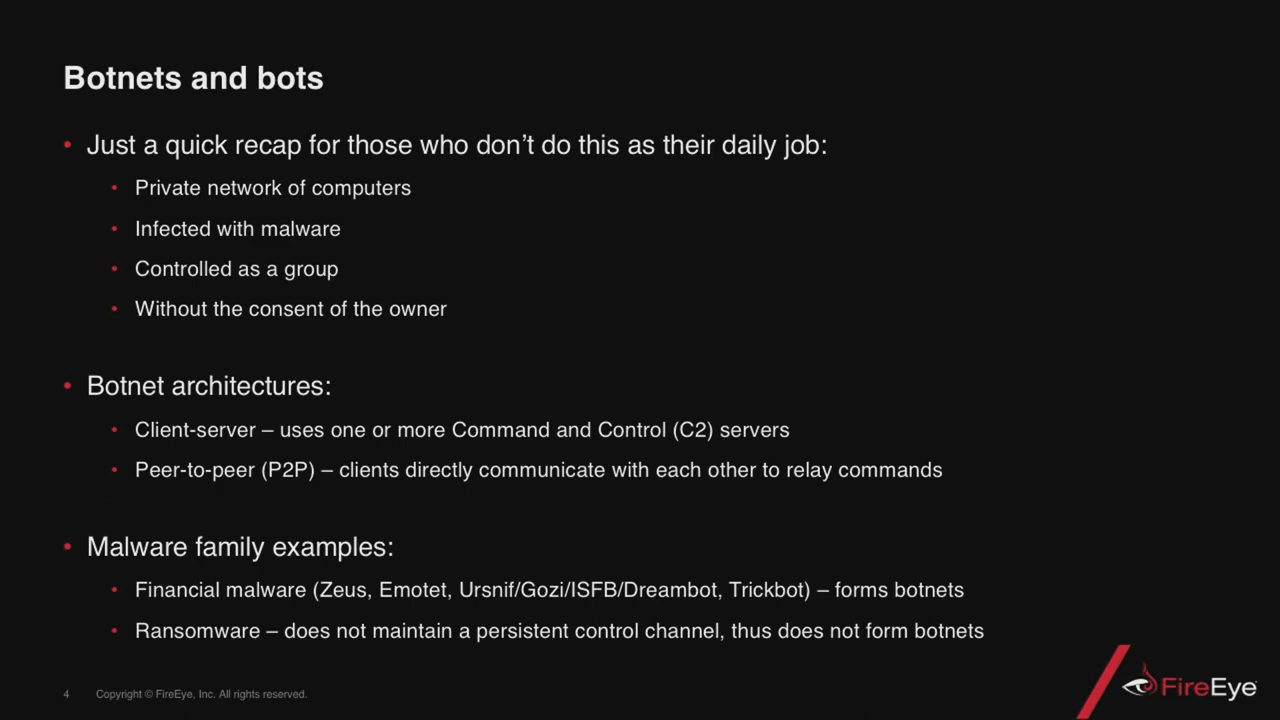 Botnets and bots
• Just a quick recap for those who don’t do this as their daily job:
• Private network of computers
• Infected with malware
• Controlled as a group
• Without the consent of the owner
• Botnet architectures:
• Client-server – uses one or more Command and Control (C2) servers
• Peer-to-peer (P2P) – clients directly communicate with each other to relay commands
• Malware family examples:
• Financial malware (Zeus, Emotet, Ursnif/Gozi/ISFB/Dreambot, Trickbot) – forms botnets
• Ransomware – does not maintain a persistent control channel, thus does not form botnets
4 Copyright © FireEye, Inc. All rights reserved.
FireEye